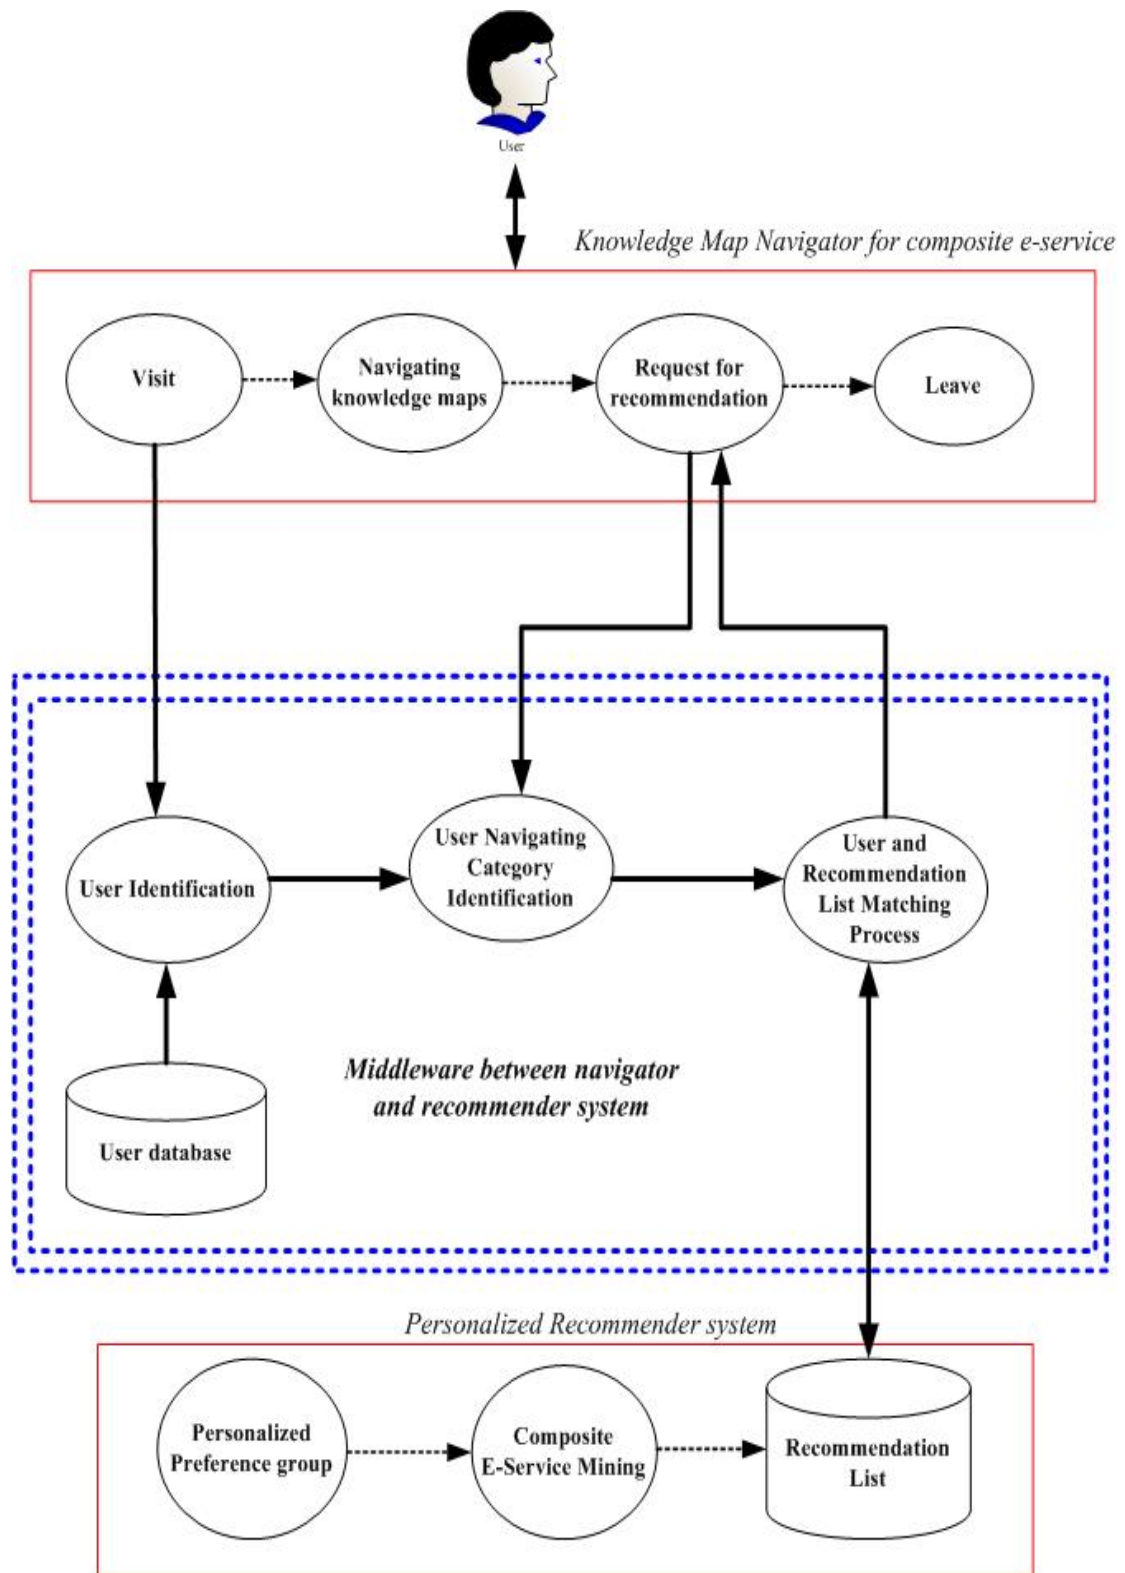 User
Knowledge Map Navigator for composite e-service
Visit
Navigating
knowledge maps
Request for
recommendation
Leave
User Identification
User Navigating
Category
Identification
User and
Recommendation
List Matching
Process
User database
Middleware between navigator
and recommender system
Personalized Recommender system
Personalized
Preference group
Composite
E-Service Mining
Recommendation
List